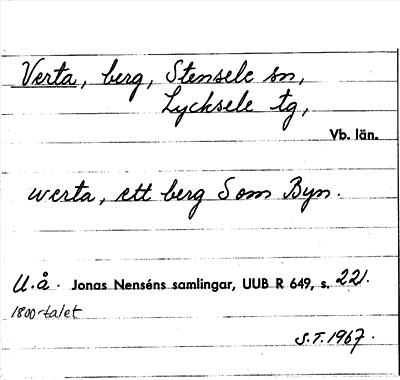 Verta, berg, Stensele sn,
Lycksele tg,
Vb. län.
werta, ett berg Som Byn.
U.å. Jonas Nenséns samlingar, UUB R 649, s. 221.
1800-talet
S.T. 1967.